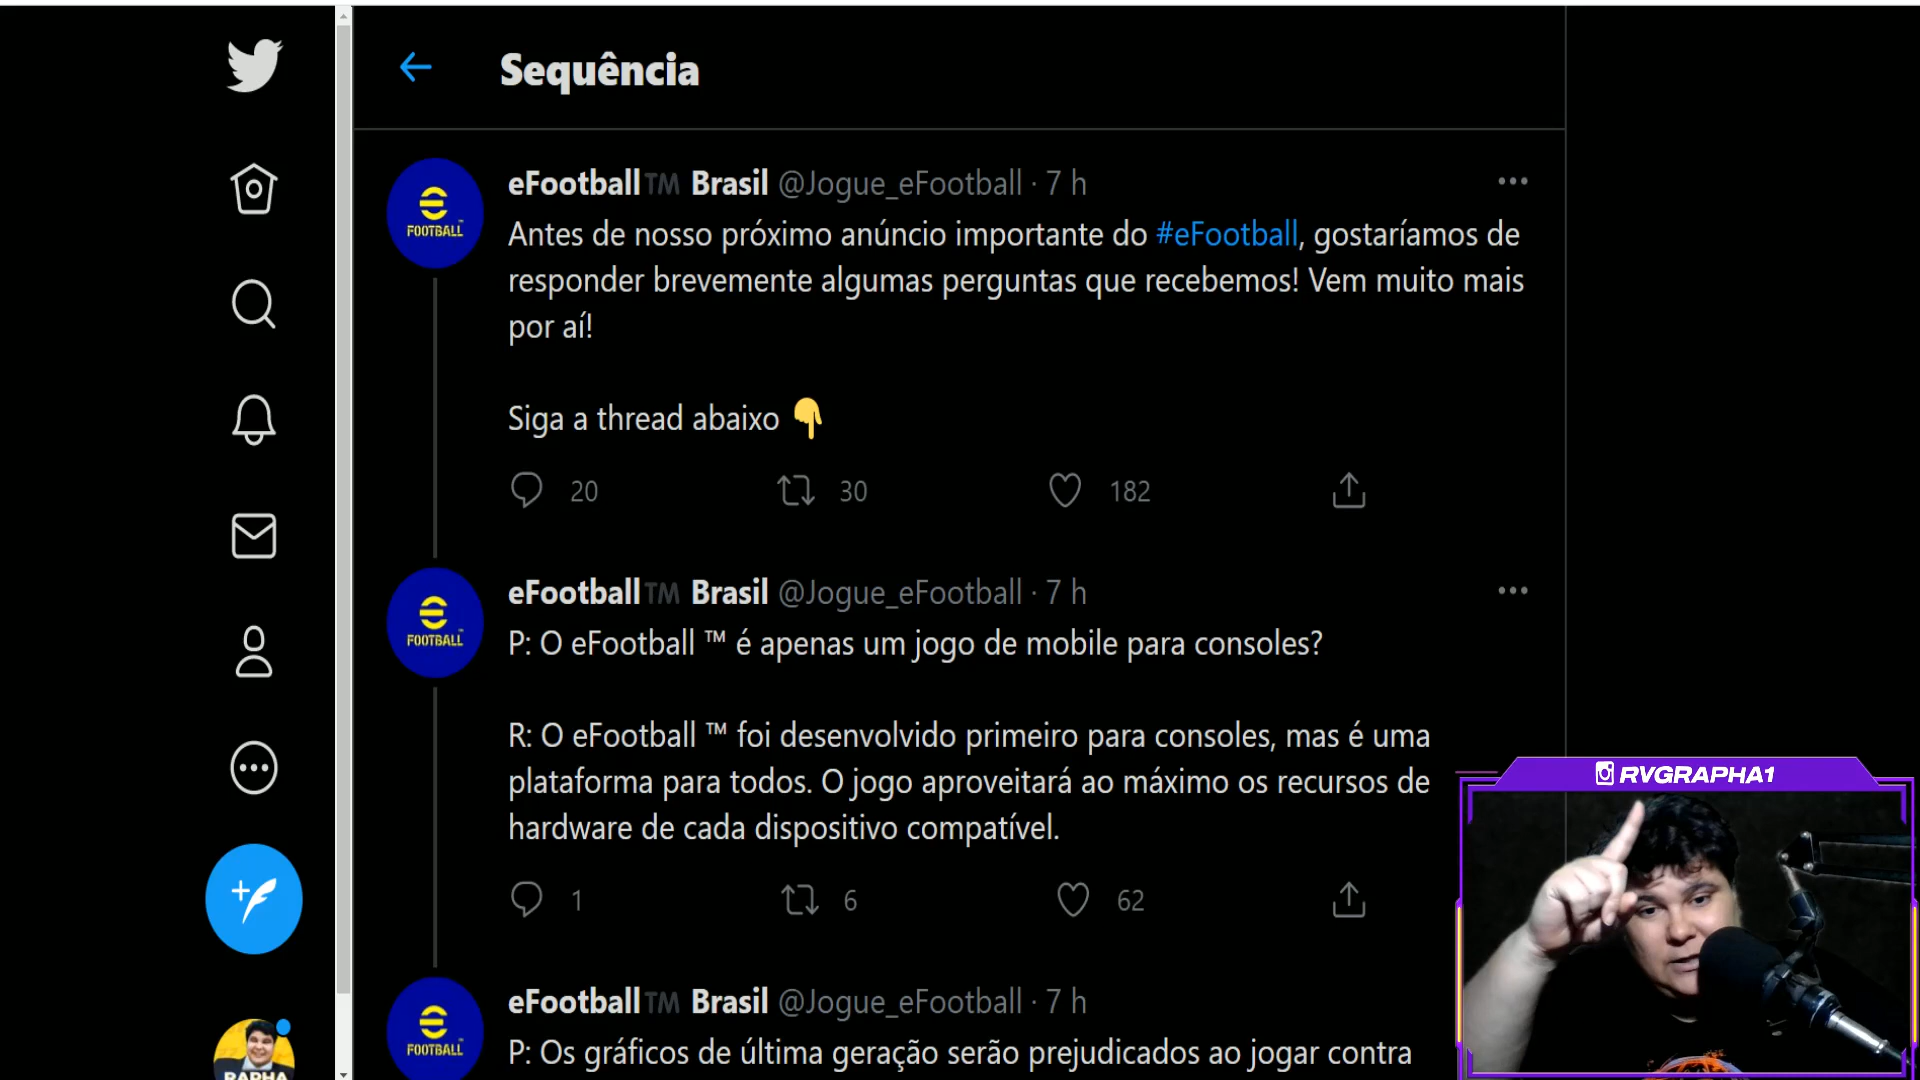 Sequência
eFootball™ Brasil @Jogue_eFootball · 7 h
Antes de nosso próximo anúncio importante do #eFootball, gostaríamos de
responder brevemente algumas perguntas que recebemos! Vem muito mais
por aí!
Siga a thread abaixo 👇
20 30 182
FOOTBALL
eFootball™ Brasil @Jogue_eFootball · 7 h
P: O eFootball ™ é apenas um jogo de mobile para consoles?
R: O eFootball ™ foi desenvolvido primeiro para consoles, mas é uma
plataforma para todos. O jogo aproveitará ao máximo os recursos de
hardware de cada dispositivo compatível.
1 6 62
FOOTBALL
RVGRAPHA1
eFootball™ Brasil @Jogue_eFootball · 7 h
P: Os gráficos de última geração serão prejudicados ao jogar contra
FOOTBALL
RAPHA